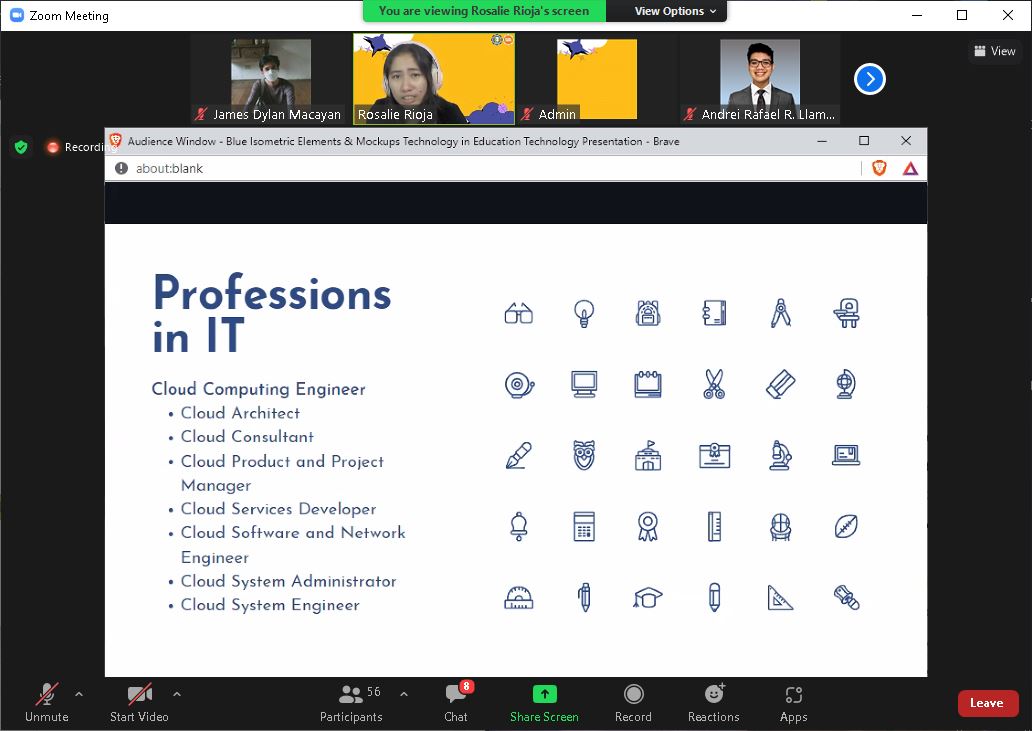 Zoom Meeting
You are viewing Rosalie Rioja's screen
View Options
View
James Dylan Macayan
Rosalie Rioja
Admin
Andrei Rafael R. Llam...
Recording
Audience Window - Blue Isometric Elements & Mockups Technology in Education Technology Presentation - Brave
about:blank
Professions
in IT
Cloud Computing Engineer
• Cloud Architect
• Cloud Consultant
• Cloud Product and Project
Manager
• Cloud Services Developer
• Cloud Software and Network
Engineer
• Cloud System Administrator
• Cloud System Engineer
Unmute
Start Video
56
Participants
8
Chat
Share Screen
Record
Reactions
Apps
Leave